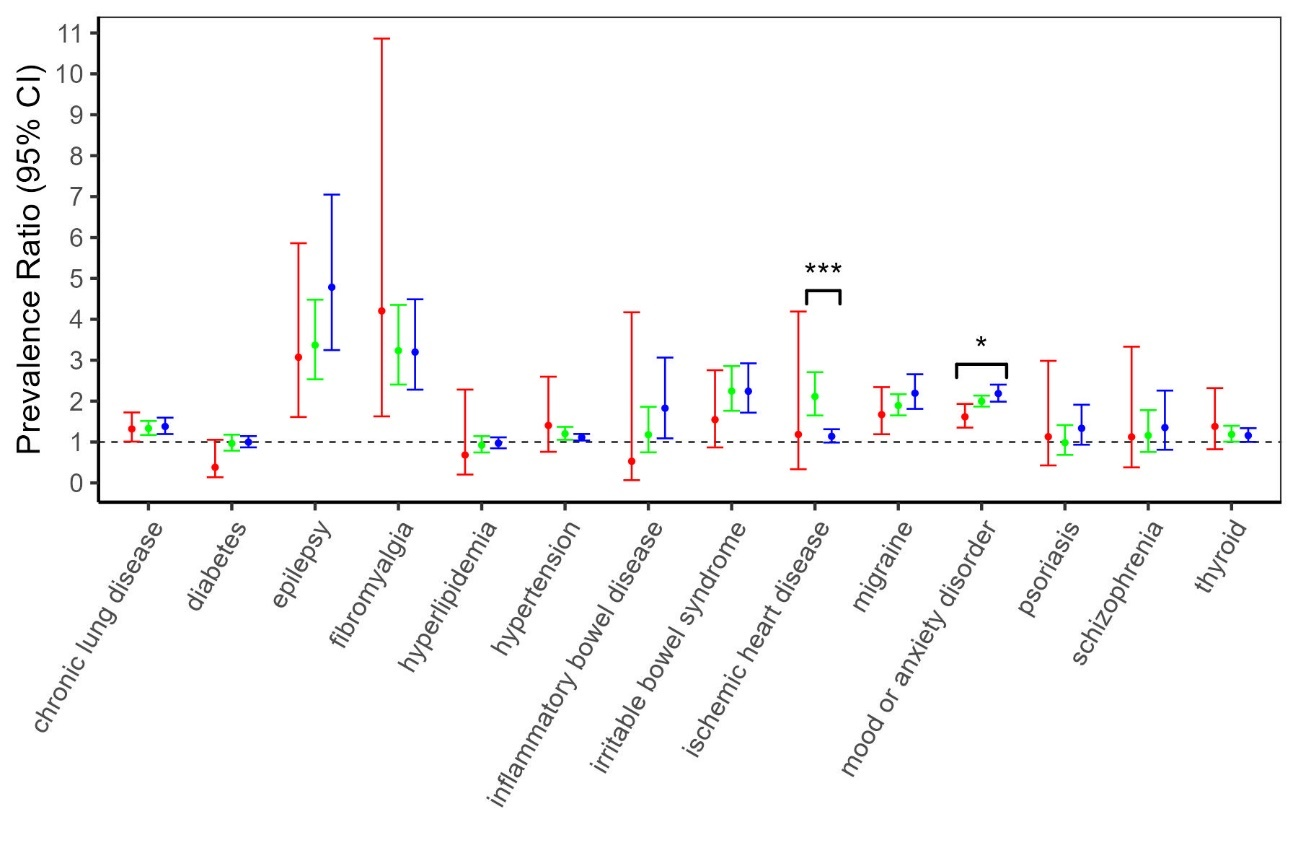 Prevalence Ratio (95% CI)
11
10
9
8
7
6
5
4
3
2
1
0
***
*
chronic lung disease
diabetes
epilepsy
fibromyalgia
hyperlipidemia
hypertension
inflammatory bowel disease
irritable bowel syndrome
ischemic heart disease
migraine
mood or anxiety disorder
psoriasis
schizophrenia
thyroid